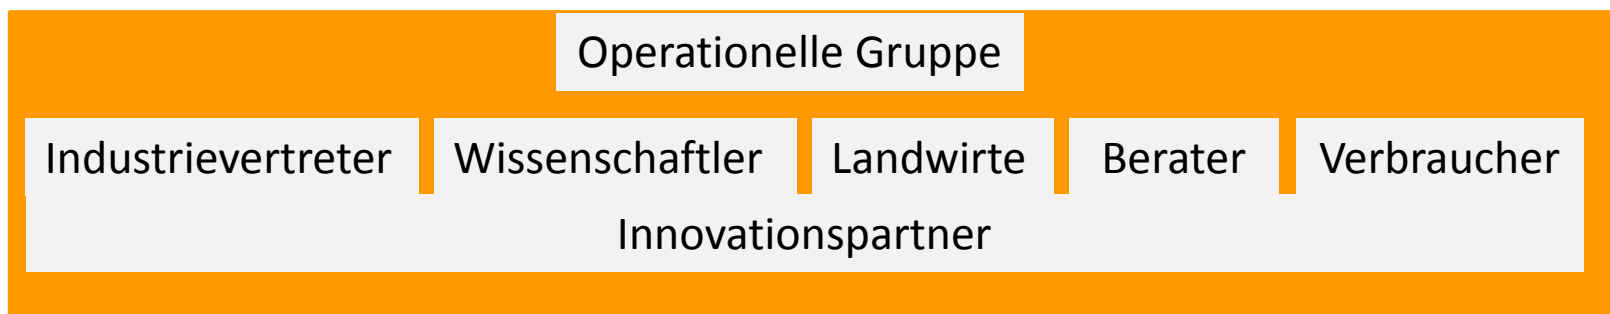 Operationelle Gruppe
Industrievertreter Wissenschaftler Landwirte Berater Verbraucher
Innovationspartner